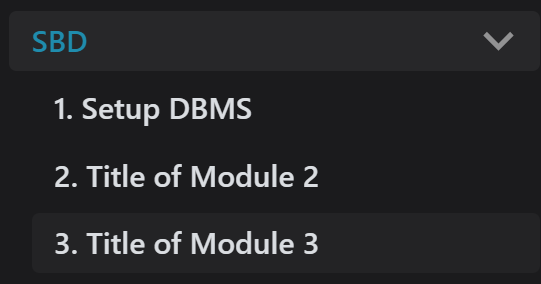 SBD
1. Setup DBMS
2. Title of Module 2
3. Title of Module 3